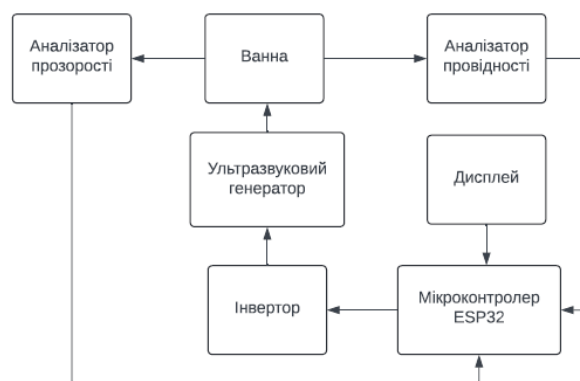 Аналізатор
прозорості
Ванна
Аналізатор
провідності
Ультразвуковий
генератор
Дисплей
Інвертор
Мікроконтролер
ESP32